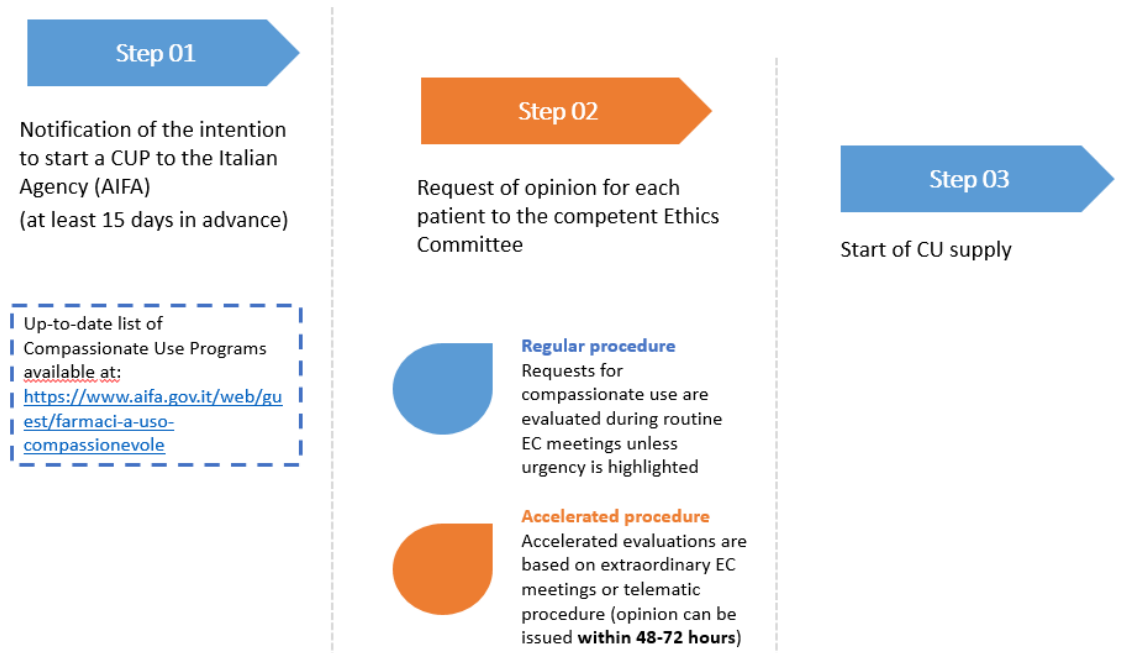 Step 01
Notification of the intention
to start a CUP to the Italian
Agency (AIFA)
(at least 15 days in advance)
Up-to-date list of
Compassionate Use Programs
available at:
https://www.aifa.gov.it/web/gu
est/farmaci-a-uso-
compassionevole
Step 02
Request of opinion for each
patient to the competent Ethics
Committee
Regular procedure
Requests for
compassionate use are
evaluated during routine
EC meetings unless
urgency is highlighted
Accelerated procedure
Accelerated evaluations are
based on extraordinary EC
meetings or telematic
procedure (opinion can be
issued within 48-72 hours)
Step 03
Start of CU supply